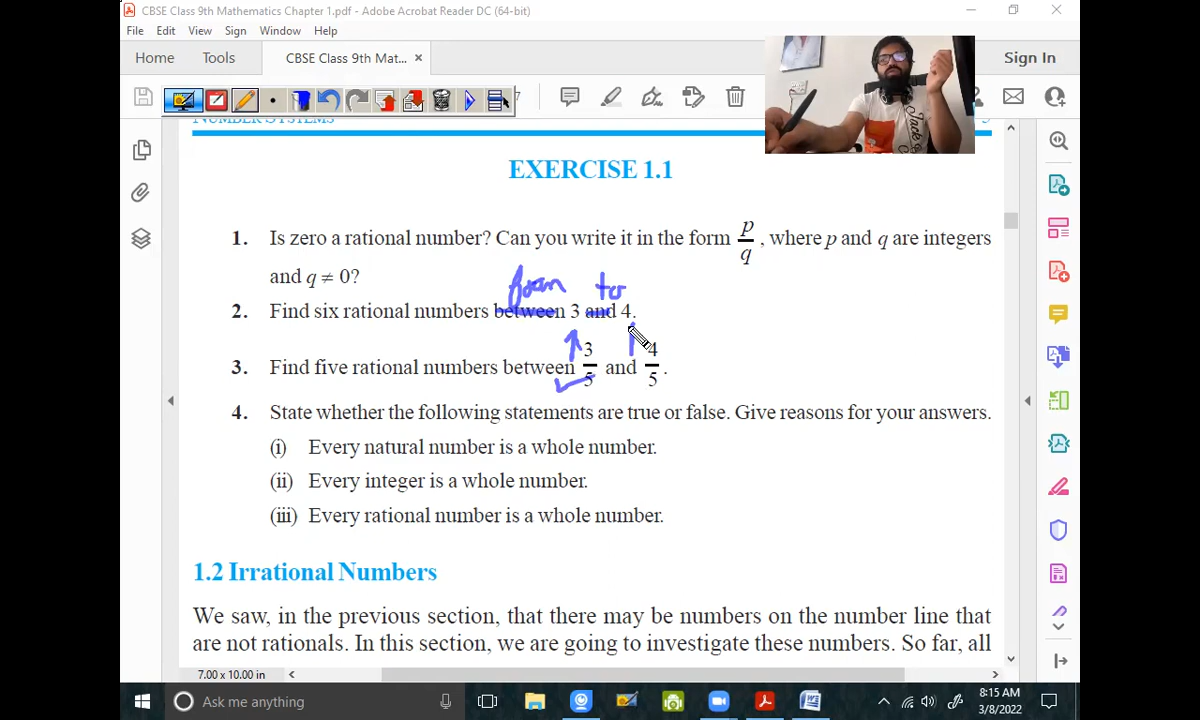 CBSE Class 9th Mathematics Chapter 1.pdf - Adobe Acrobat Reader DC (64-bit)
File Edit View Sign Window Help
Home Tools CBSE Class 9th Mat... × Sign In
NUMBER SYSTEMS 5
EXERCISE 1.1
1. Is zero a rational number? Can you write it in the form p/q, where p and q are integers
and q ≠ 0?
from to
2. Find six rational numbers between 3 and 4.
3. Find five rational numbers between 3/5 and 4/5.
4. State whether the following statements are true or false. Give reasons for your answers.
(i) Every natural number is a whole number.
(ii) Every integer is a whole number.
(iii) Every rational number is a whole number.
1.2 Irrational Numbers
We saw, in the previous section, that there may be numbers on the number line that
are not rationals. In this section, we are going to investigate these numbers. So far, all
7.00 x 10.00 in
Ask me anything
8:15 AM
3/8/2022